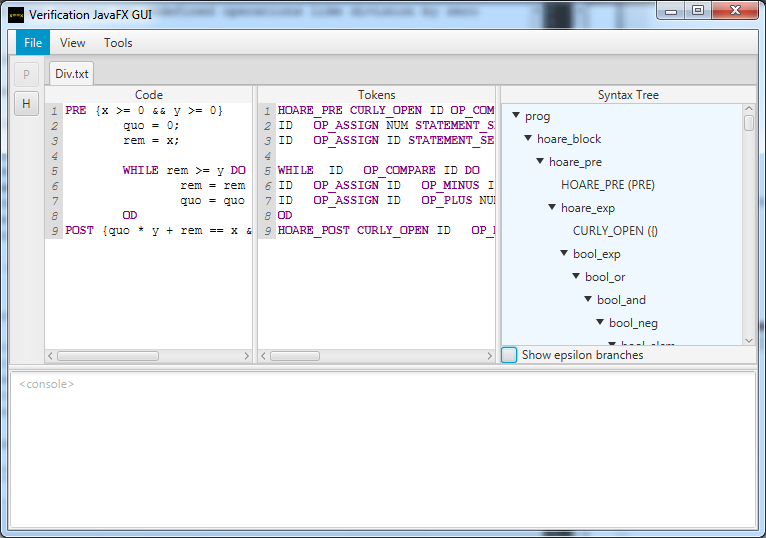 Verification JavaFX GUI
File View Tools
P
H
Div.txt
Code
1 PRE {x >= 0 && y >= 0}
2 quo = 0;
3 rem = x;
4
5 WHILE rem >= y DO
6 rem = rem
7 quo = quo
8 OD
9 POST {quo * y + rem == x &
Tokens
1 HOARE_PRE CURLY_OPEN ID OP_COM
2 ID OP_ASSIGN NUM STATEMENT_S
3 ID OP_ASSIGN ID STATEMENT_SE
4
5 WHILE ID OP_COMPARE ID DO
6 ID OP_ASSIGN ID OP_MINUS I
7 ID OP_ASSIGN ID OP_PLUS NU
8 OD
9 HOARE_POST CURLY_OPEN ID OP_
Syntax Tree
prog
hoare_block
hoare_pre
HOARE_PRE (PRE)
hoare_exp
CURLY_OPEN ({)
bool_exp
bool_or
bool_and
bool_neg
Show epsilon branches
<console>